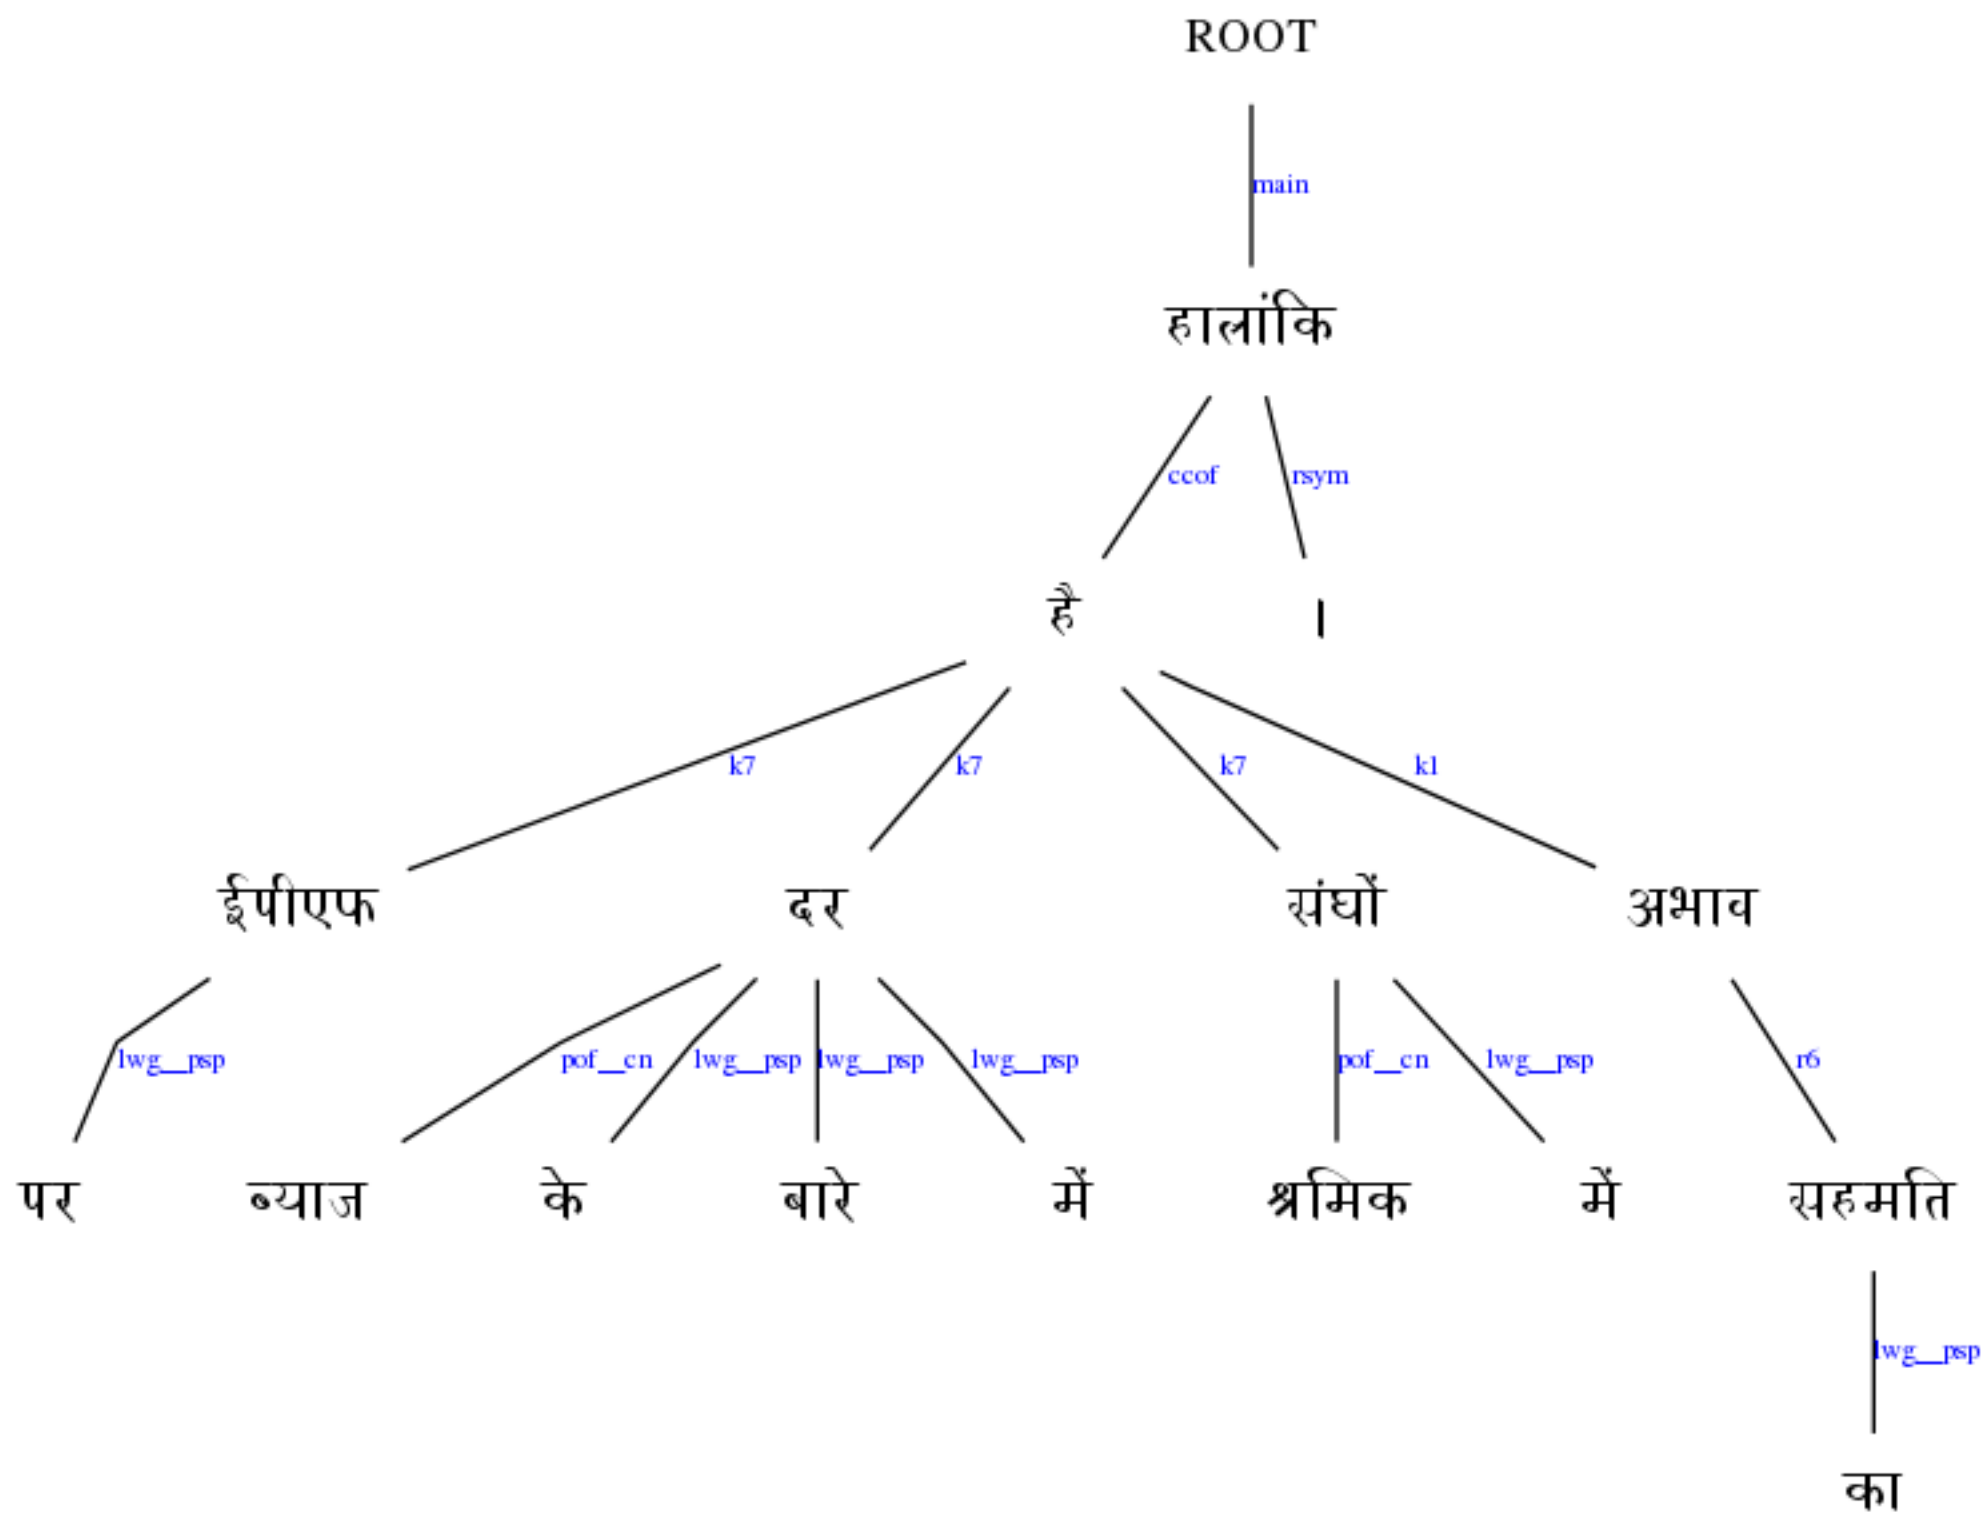 ROOT
main
हालांकि
ccof rsym
है ।
k7 k7 k7 k1
ईपीएफ दर संघों अभाव
lwg__psp pof__cn lwg__psp lwg__psp lwg__psp pof__cn lwg__psp r6
पर ब्याज के बारे में श्रमिक में सहमति
lwg__psp
का